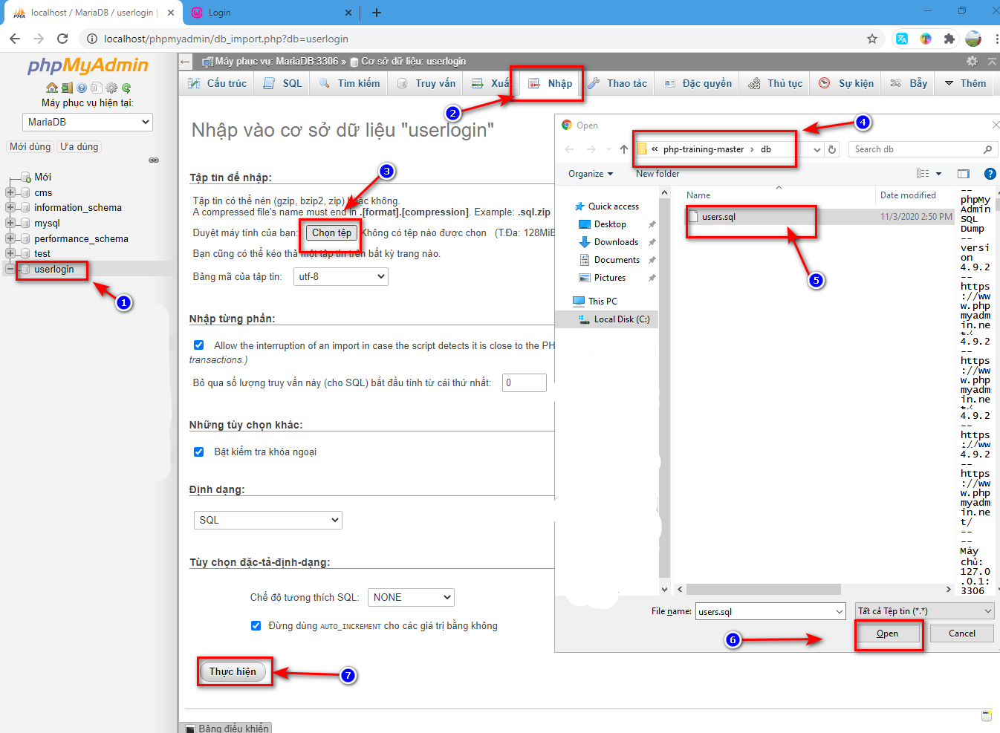 localhost / MariaDB / userlogin |
Login
localhost/phpmyadmin/db_import.php?db=userlogin
phpMyAdmin
Máy phục vụ hiện tại:
MariaDB
Mới dùng
Ưa dùng
Mới
cms
information_schema
mysql
performance_schema
test
userlogin
1
Máy phục vụ: MariaDB:3306 » Cơ sở dữ liệu: userlogin
Cấu trúc
SQL
Tìm kiếm
Truy vấn
Xuấ
Nhập
Thao tác
Đặc quyền
Thủ tục
Sự kiện
Bẫy
Thêm
2
Nhập vào cơ sở dữ liệu "userlogin"
3
Tập tin để nhập:
Tập tin có thể nén (gzip, bzip2, zip) hoặc không.
A compressed file's name must end in .[format].[compression]. Example: .sql.zip
Duyệt máy tính của bạn: Chọn tệp Không có tệp nào được chọn (T.Đa: 128MiB
Bạn cũng có thể kéo thả một tập tin trên bất kỳ trang nào.
Bảng mã của tập tin: utf-8
Nhập từng phần:
Allow the interruption of an import in case the script detects it is close to the PH
transactions.)
Bỏ qua số lượng truy vấn này (cho SQL) bắt đầu tính từ cái thứ nhất: 0
Những tùy chọn khác:
Bật kiểm tra khóa ngoại
Định dạng:
SQL
Tùy chọn đặc-tả-định-dạng:
Chế độ tương thích SQL: NONE
Đừng dùng AUTO_INCREMENT cho các giá trị bằng không
Thực hiện
7
Bảng điều khiển
Open
4
« php-training-master › db
Search db
Organize
New folder
Quick access
Desktop
Downloads
Documents
Pictures
This PC
Local Disk (C:)
Name
Date modified
users.sql
11/3/2020 2:50 PM
5
--
phpMy
Admin
SQL
Dump
--
versi
on
4.9.2
--
https
://ww
w.php
myadm
in.ne
t/
4.9.2
--
https
://ww
w.php
myadm
in.ne
t/
4.9.2
--
https
://ww
4.9.2
--
https
://ww
w.php
myadm
in.ne
t/
--
--
Máy
chủ:
127.0
.0.1:
3306
File name: users.sql
Tất cả Tệp tin (*.*)
6
Open
Cancel